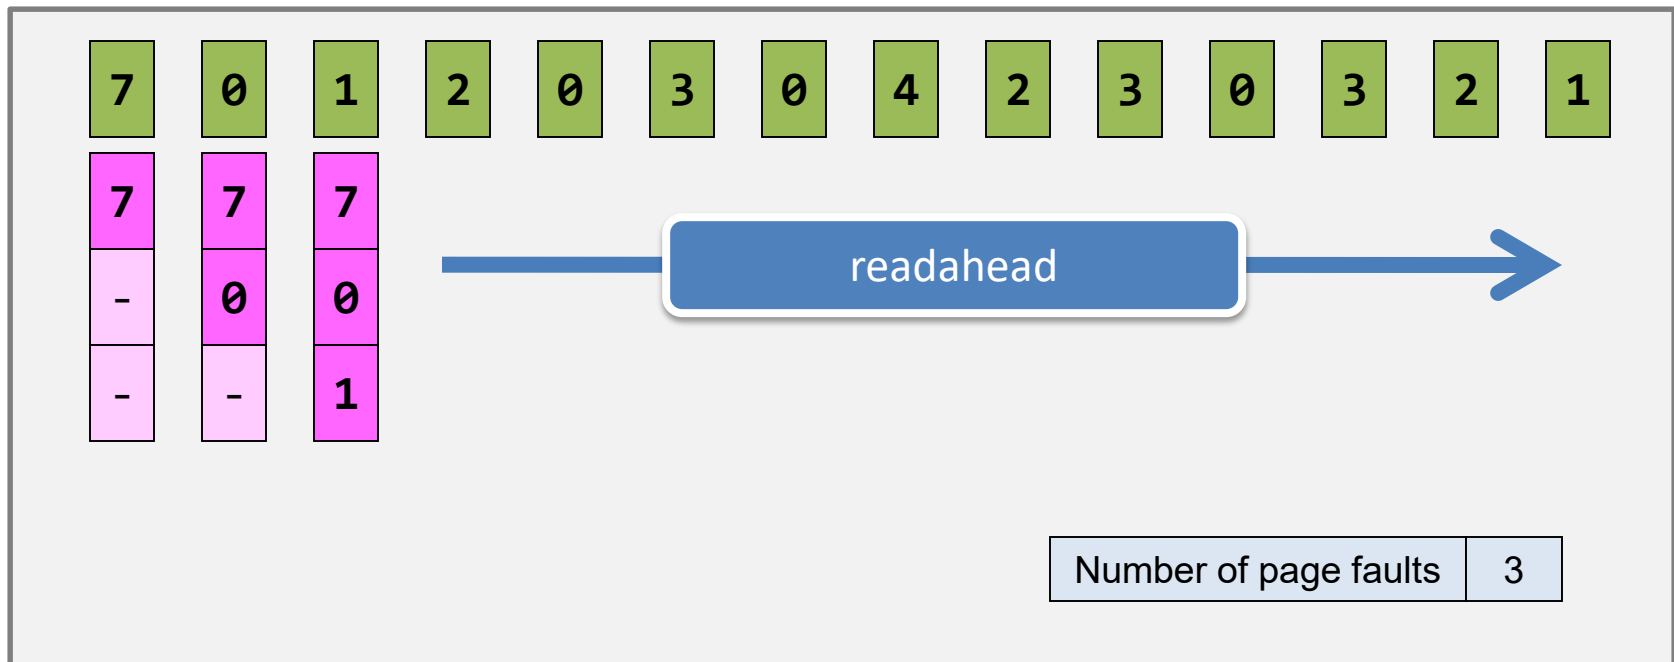 7 0 1 2 0 3 0 4 2 3 0 3 2 1
7 7 7
readahead
- 0 0
- - 1
Number of page faults 3